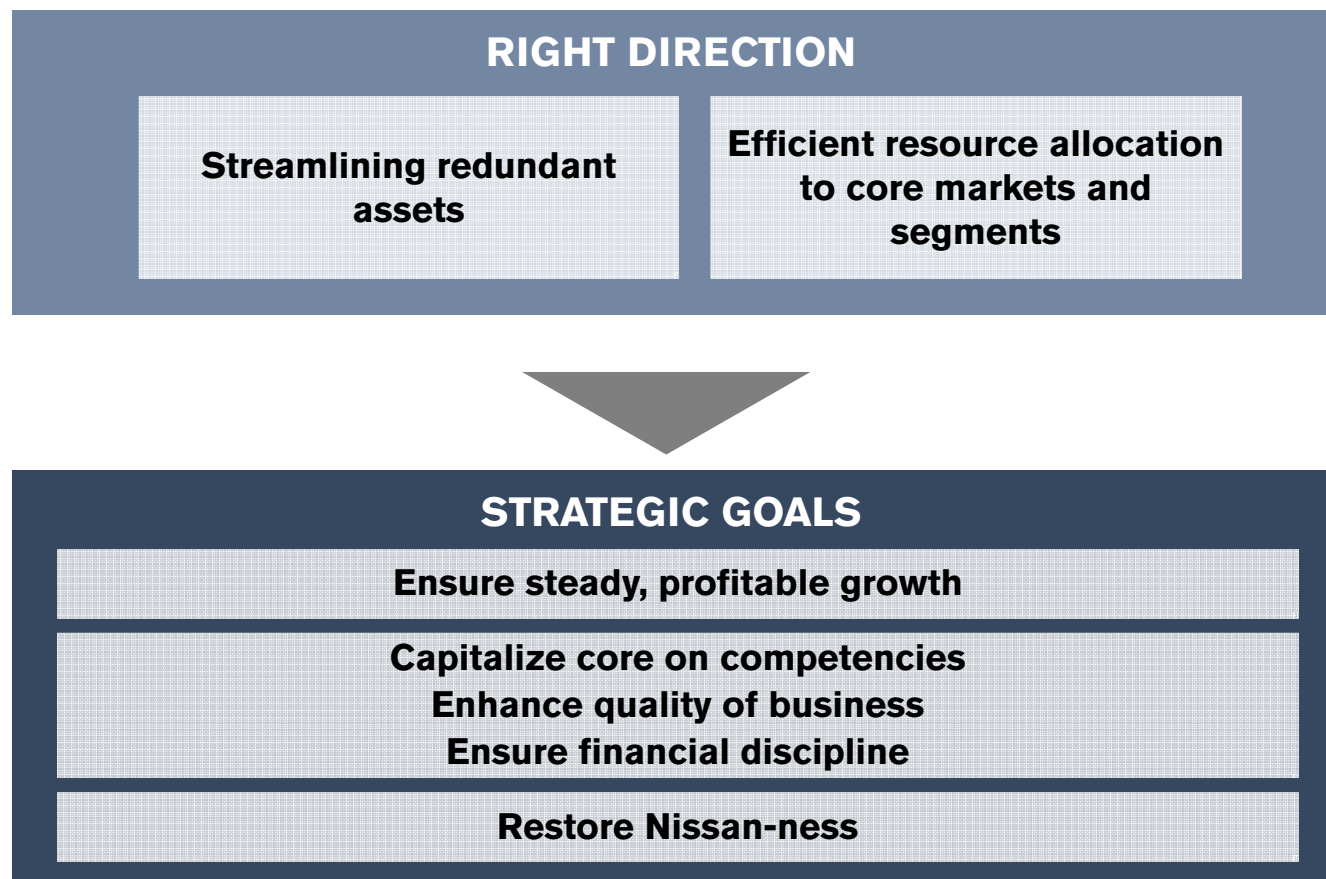 RIGHT DIRECTION
Streamlining redundant
assets
Efficient resource allocation
to core markets and
segments
STRATEGIC GOALS
Ensure steady, profitable growth
Capitalize core on competencies
Enhance quality of business
Ensure financial discipline
Restore Nissan-ness